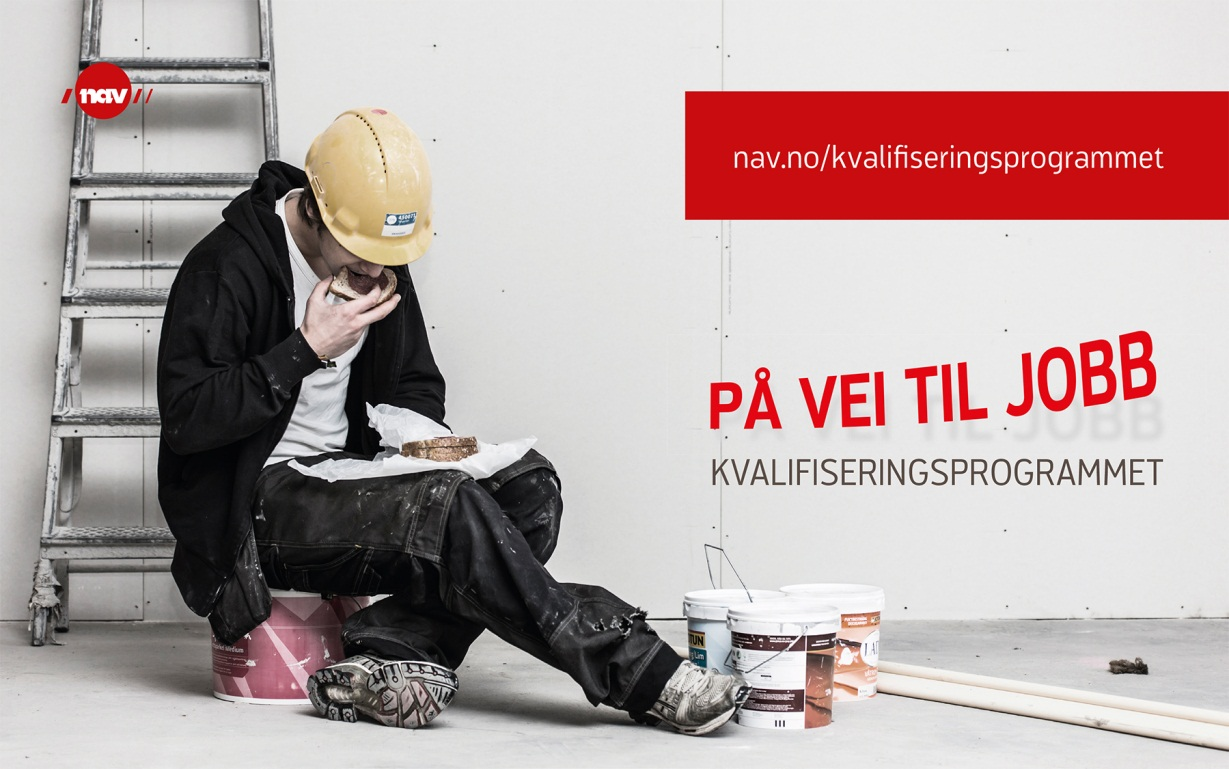 nav
nav.no/kvalifiseringsprogrammet
PÅ VEI TIL JOBB
KVALIFISERINGSPROGRAMMET